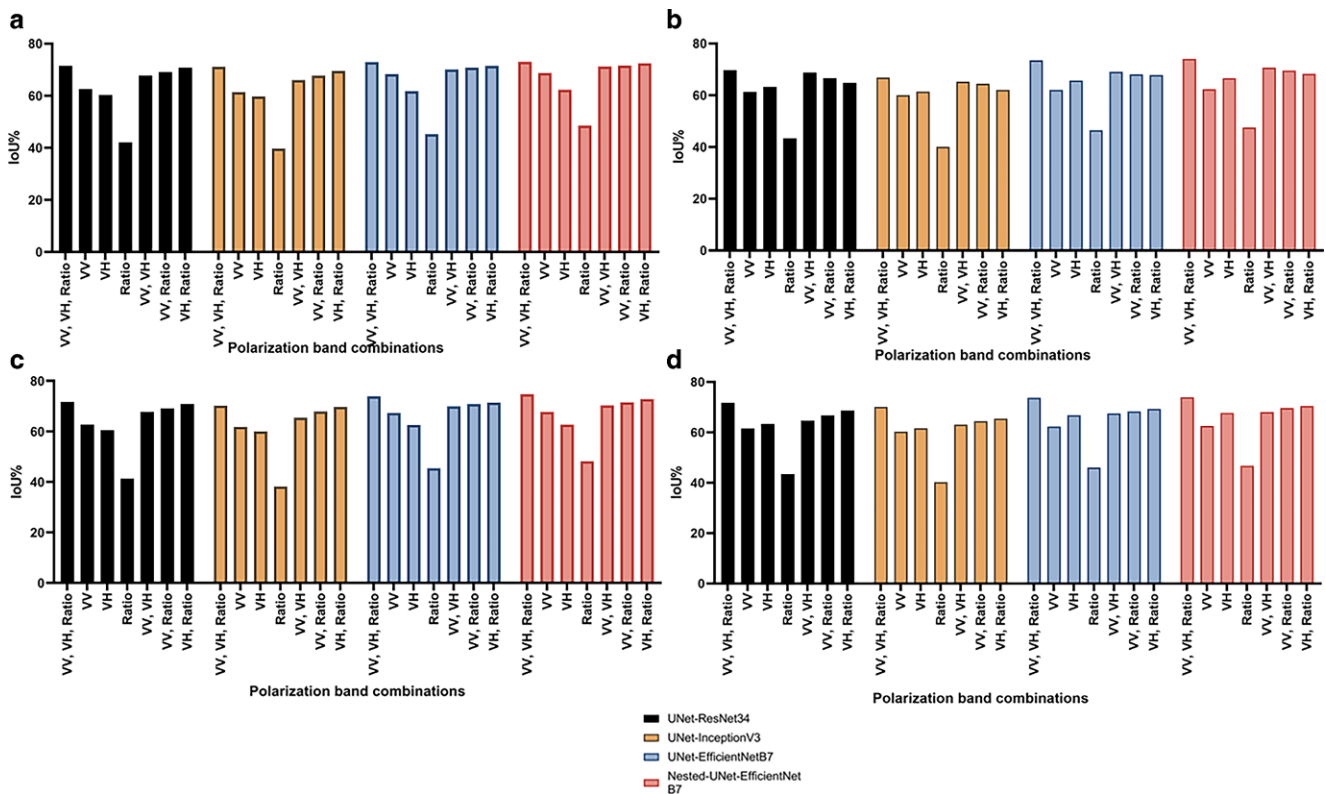 a
80
60
40
20
0
IoU%
VV, VH, Ratio
VV
VH
Ratio
VV, VH
VV, Ratio
VH, Ratio
VV, VH, Ratio
VV
VH
Ratio
VV, VH
VV, Ratio
VH, Ratio
VV, VH, Ratio
VV
VH
Ratio
VV, VH
VV, Ratio
VH, Ratio
VV, VH, Ratio
VV
VH
Ratio
VV, VH
VV, Ratio
VH, Ratio
Polarization band combinations
b
80
60
40
20
0
IoU%
VV, VH, Ratio
VV
VH
Ratio
VV, VH
VV, Ratio
VH, Ratio
VV, VH, Ratio
VV
VH
Ratio
VV, VH
VV, Ratio
VH, Ratio
VV, VH, Ratio
VV
VH
Ratio
VV, VH
VV, Ratio
VH, Ratio
VV, VH, Ratio
VV
VH
Ratio
VV, VH
VV, Ratio
VH, Ratio
Polarization band combinations
c
80
60
40
20
0
IoU%
VV, VH, Ratio
VV
VH
Ratio
VV, VH
VV, Ratio
VH, Ratio
VV, VH, Ratio
VV
VH
Ratio
VV, VH
VV, Ratio
VH, Ratio
VV, VH, Ratio
VV
VH
Ratio
VV, VH
VV, Ratio
VH, Ratio
VV, VH, Ratio
VV
VH
Ratio
VV, VH
VV, Ratio
VH, Ratio
Polarization band combinations
d
80
60
40
20
0
IoU%
VV, VH, Ratio
VV
VH
Ratio
VV, VH
VV, Ratio
VH, Ratio
VV, VH, Ratio
VV
VH
Ratio
VV, VH
VV, Ratio
VH, Ratio
VV, VH, Ratio
VV
VH
Ratio
VV, VH
VV, Ratio
VH, Ratio
VV, VH, Ratio
VV
VH
Ratio
VV, VH
VV, Ratio
VH, Ratio
Polarization band combinations
UNet-ResNet34
UNet-InceptionV3
UNet-EfficientNetB7
Nested-UNet-EfficientNet
B7